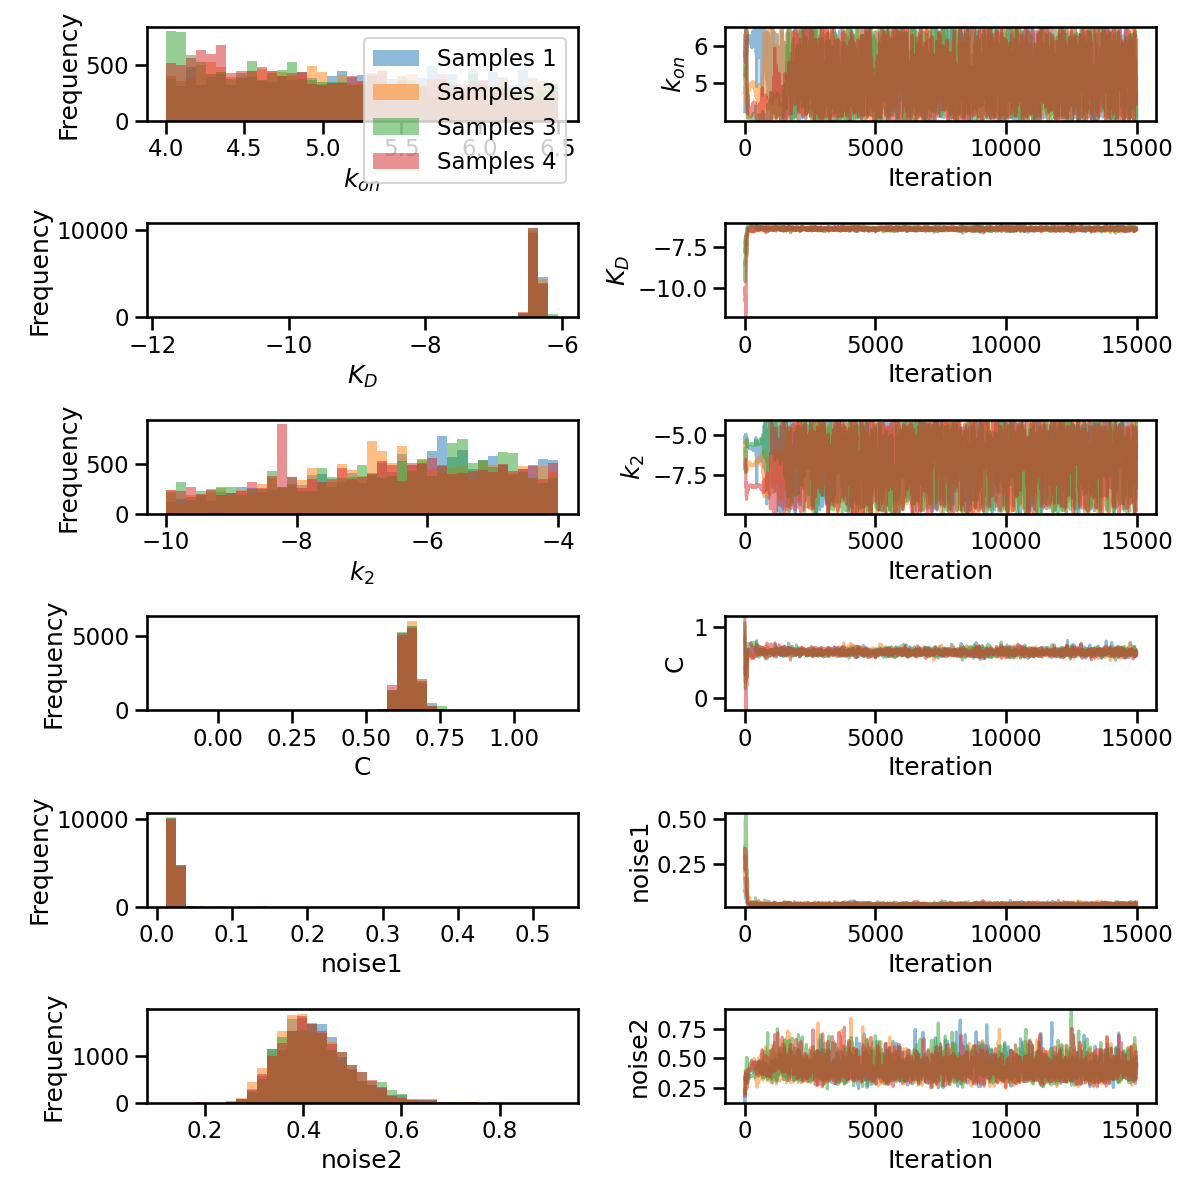 Frequency
500
0
4.0 4.5 5.0 5.5 6.0 6.5
k_on
Samples 1
Samples 2
Samples 3
Samples 4
k_on
6
5
0 5000 10000 15000
Iteration
Frequency
10000
0
−12 −10 −8 −6
K_D
K_D
−7.5
−10.0
0 5000 10000 15000
Iteration
Frequency
500
0
−10 −8 −6 −4
k_2
k_2
−5.0
−7.5
0 5000 10000 15000
Iteration
Frequency
5000
0
0.00 0.25 0.50 0.75 1.00
C
C
1
0
0 5000 10000 15000
Iteration
Frequency
10000
0
0.0 0.1 0.2 0.3 0.4 0.5
noise1
noise1
0.50
0.25
0 5000 10000 15000
Iteration
Frequency
1000
0
0.2 0.4 0.6 0.8
noise2
noise2
0.75
0.50
0.25
0 5000 10000 15000
Iteration